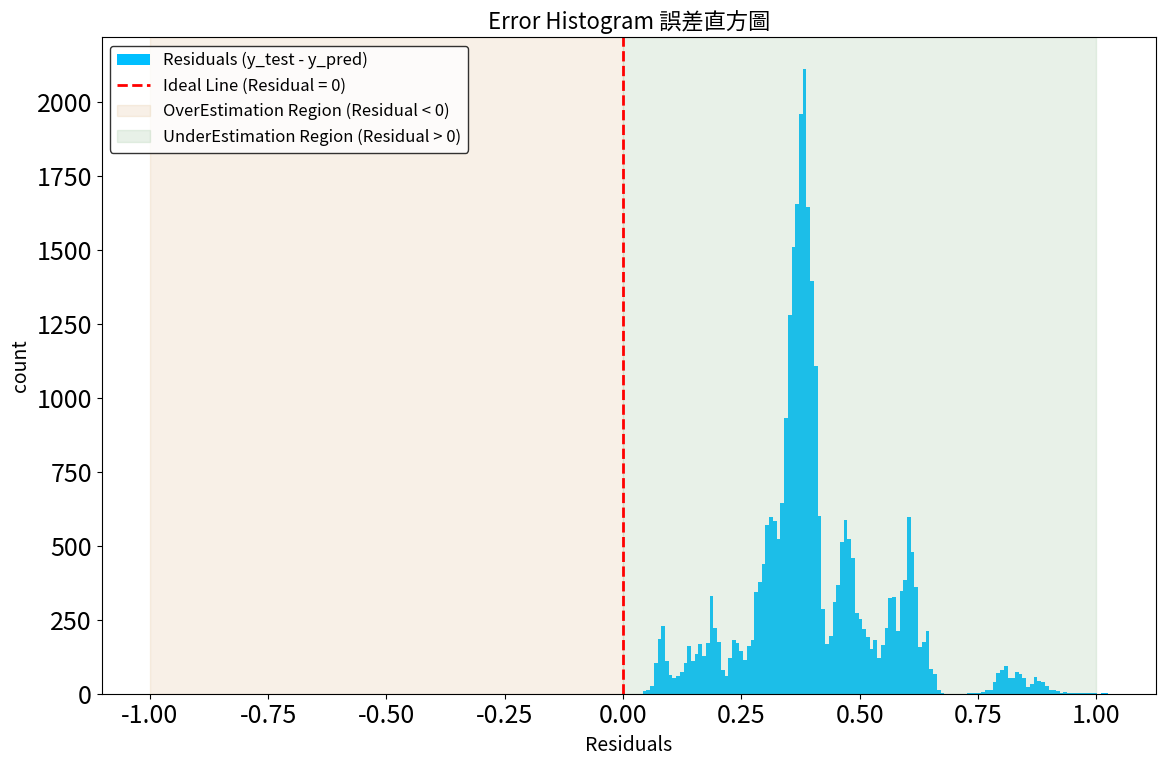 Error Histogram 誤差直方圖
Residuals (y_test - y_pred)
Ideal Line (Residual = 0)
OverEstimation Region (Residual < 0)
UnderEstimation Region (Residual > 0)
count
2000
1750
1500
1250
1000
750
500
250
0
-1.00 -0.75 -0.50 -0.25 0.00 0.25 0.50 0.75 1.00
Residuals